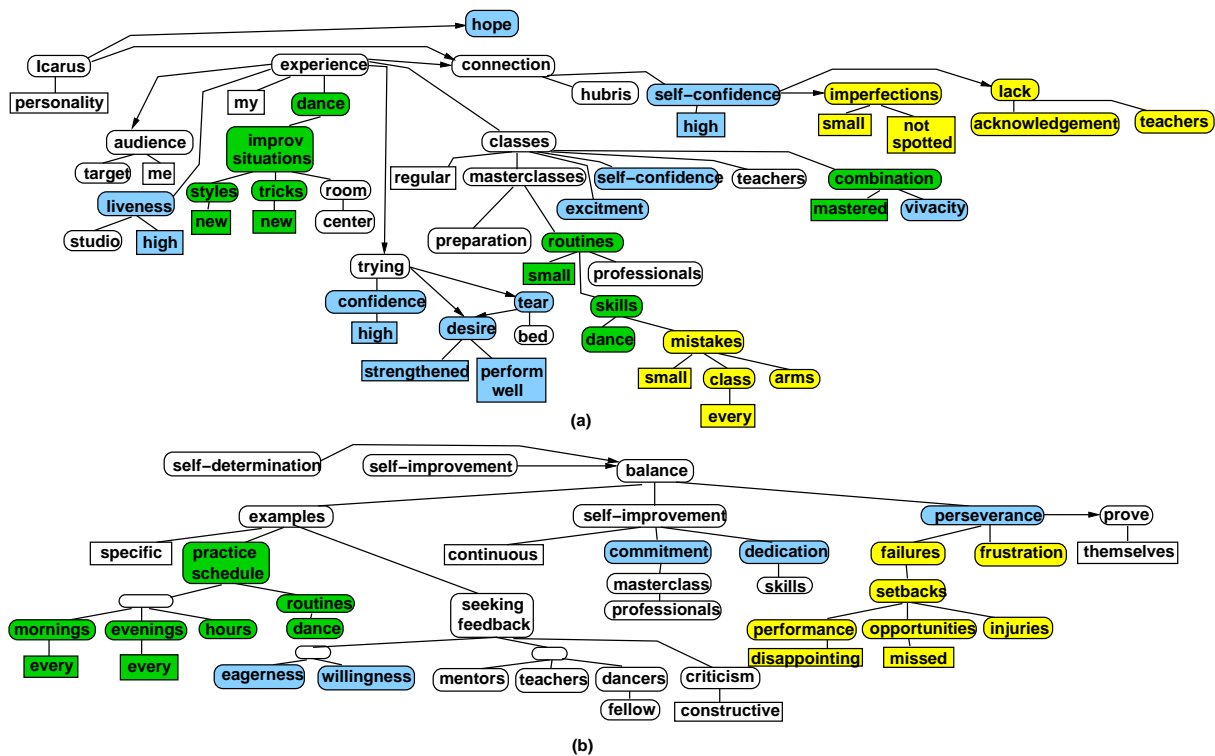 hope
Icarus
experience
connection
personality
my
dance
hubris
self-confidence
imperfections
lack
high
small
not
spotted
acknowledgement
teachers
audience
improv
situations
classes
target
me
regular
masterclasses
self-confidence
teachers
combination
liveness
styles
tricks
room
excitment
mastered
vivacity
studio
high
new
new
center
preparation
routines
trying
small
professionals
confidence
tear
skills
high
desire
bed
dance
mistakes
strengthened
perform
well
small
class
arms
every
(a)
self-determination
self-improvement
balance
examples
self-improvement
perseverance
prove
specific
practice
schedule
continuous
commitment
dedication
failures
frustration
themselves
masterclass
skills
setbacks
routines
seeking
feedback
professionals
mornings
evenings
hours
dance
performance
opportunities
injuries
every
every
disappointing
missed
eagerness
willingness
mentors
teachers
dancers
criticism
fellow
constructive
(b)